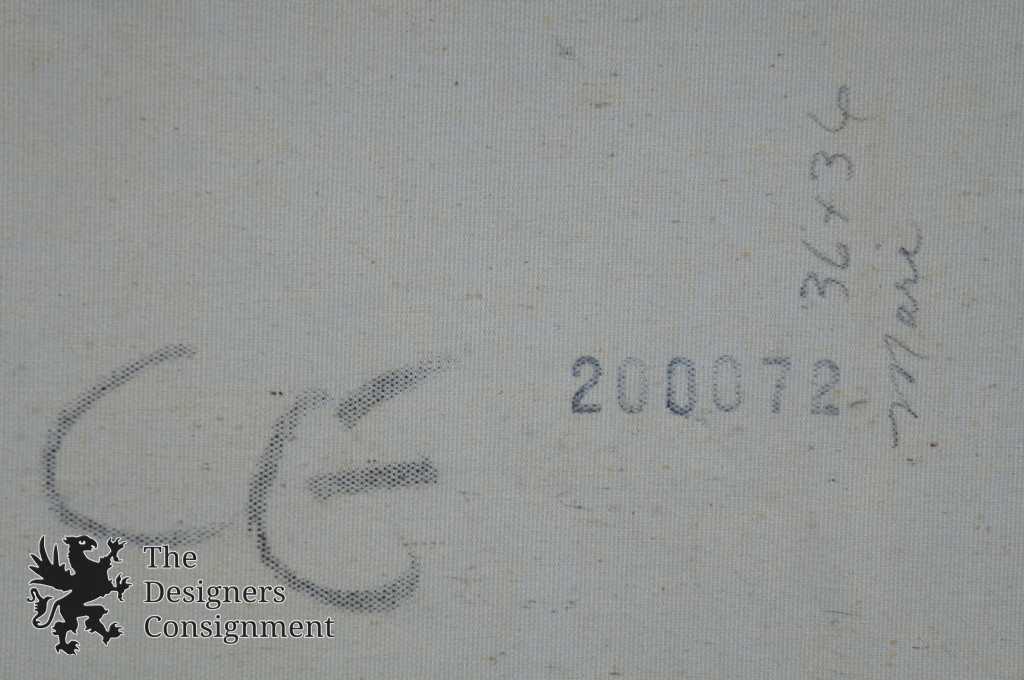 36x36
Marie
200072
CE
The
Designers
Consignment